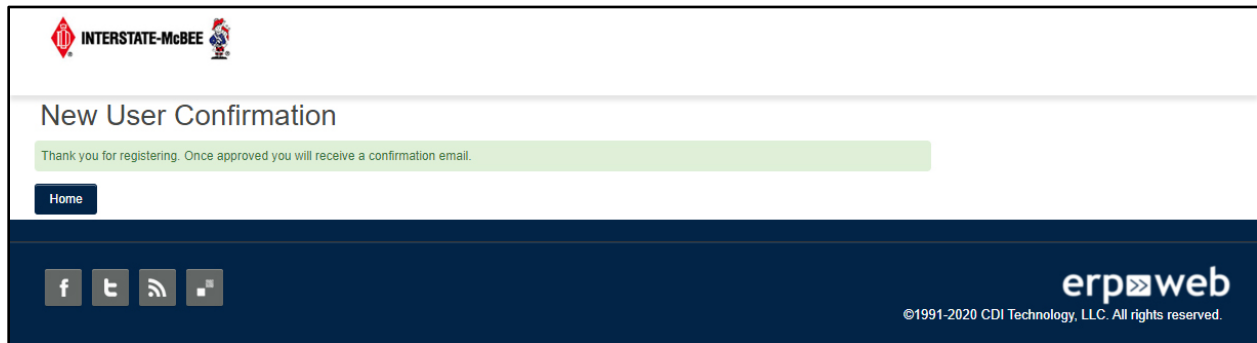 INTERSTATE-McBEE
New User Confirmation
Thank you for registering. Once approved you will receive a confirmation email.
Home
erp»web
©1991-2020 CDI Technology, LLC. All rights reserved.